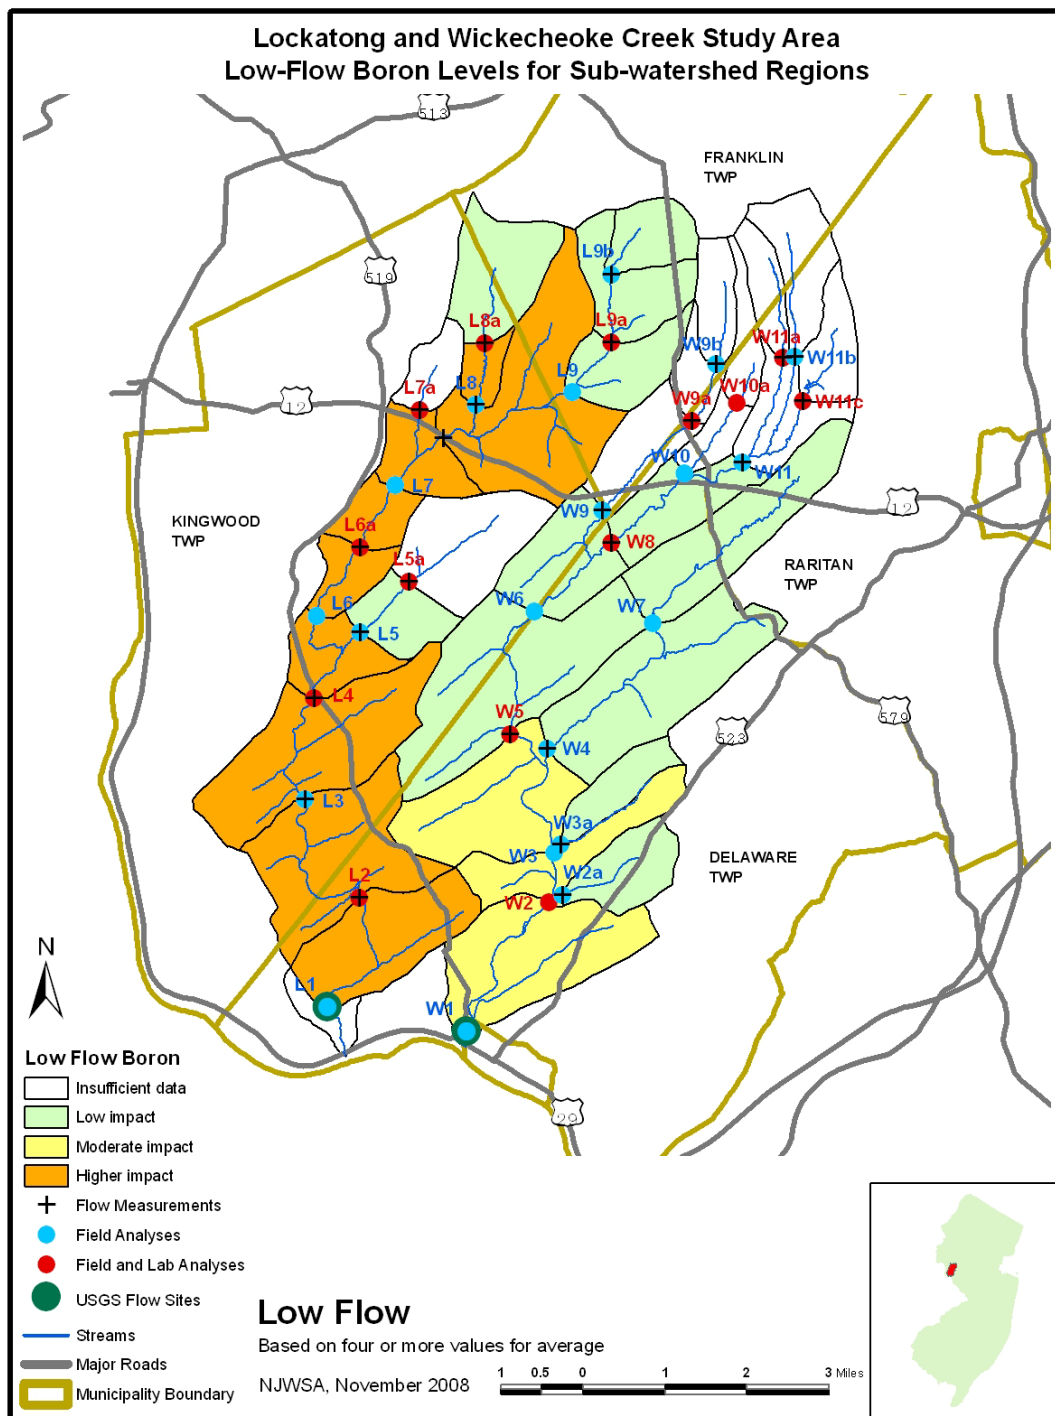 Lockatong and Wickecheoke Creek Study Area
Low-Flow Boron Levels for Sub-watershed Regions
513
FRANKLIN
TWP
519
L9b
L8a
L9a
W9b
W11a
W11b
L7a
L8
L9
W10a
W11c
12
W9a
W10
W11
L7
12
KINGWOOD
TWP
W9
L6a
W8
L5a
RARITAN
TWP
L6
W6
W7
L5
L4
W5
579
523
W4
L3
W3a
W3
DELAWARE
TWP
L2
W2a
W2
N
L1
W1
29
Low Flow Boron
Insufficient data
Low impact
Moderate impact
Higher impact
Flow Measurements
Field Analyses
Field and Lab Analyses
USGS Flow Sites
Streams
Major Roads
Municipality Boundary
Low Flow
Based on four or more values for average
NJWSA, November 2008
1 0.5 0 1 2 3 Miles